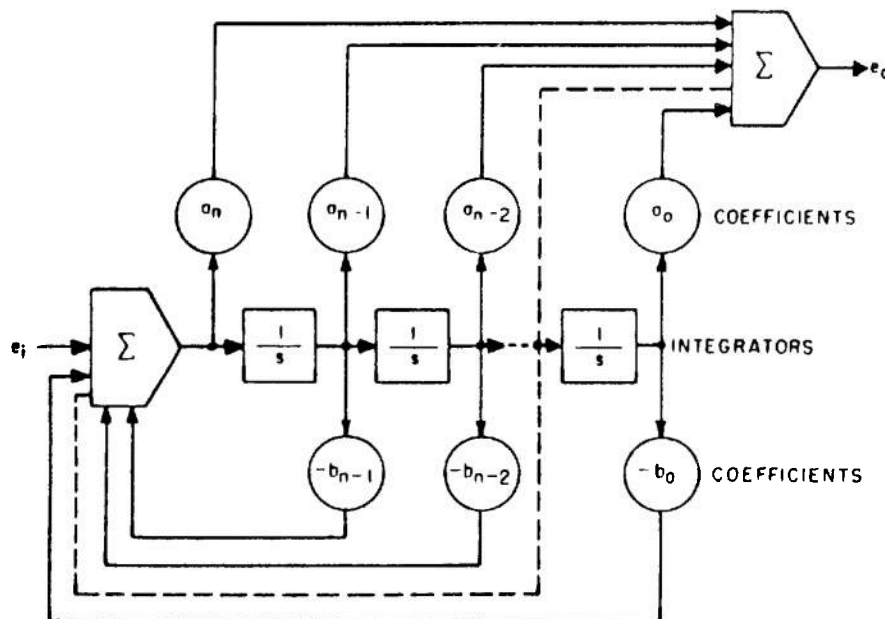 Σ
e₀
aₙ
aₙ₋₁
aₙ₋₂
a₀ COEFFICIENTS
eᵢ
Σ
1/s
1/s
1/s
INTEGRATORS
-bₙ₋₁
-bₙ₋₂
-b₀ COEFFICIENTS